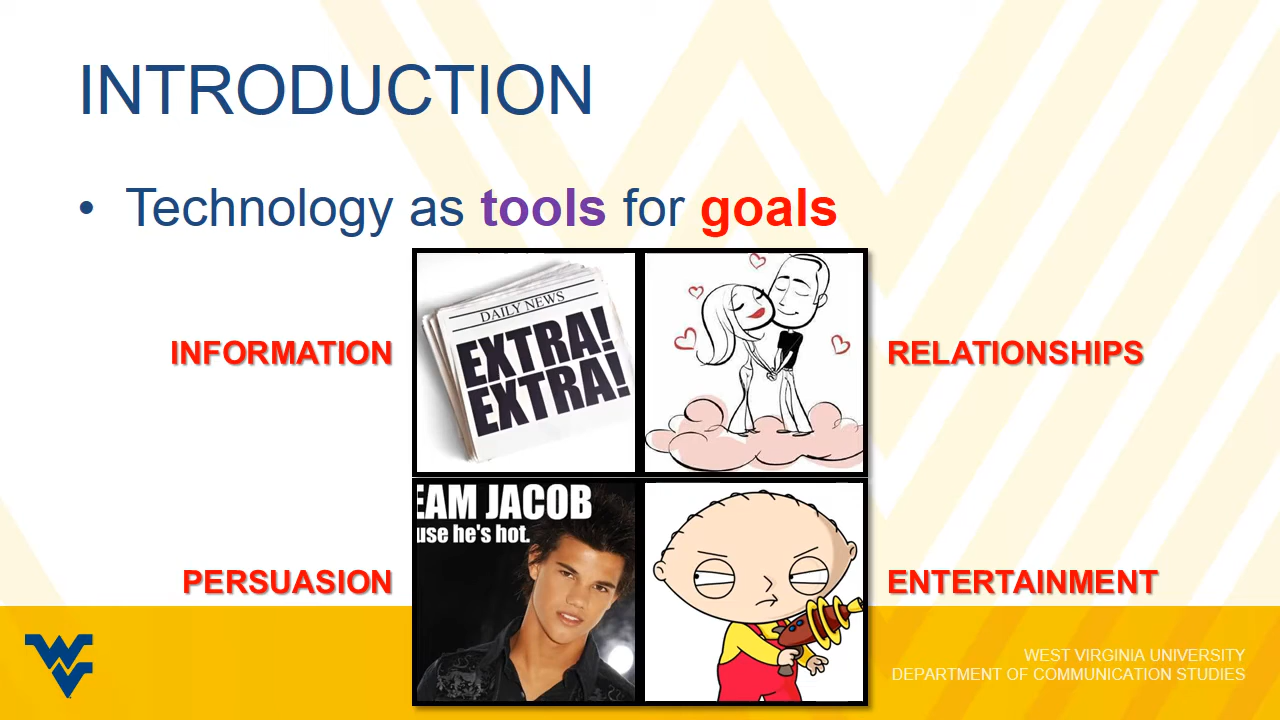 INTRODUCTION
• Technology as tools for goals
INFORMATION
DAILY NEWS
EXTRA!
EXTRA!
RELATIONSHIPS
EAM JACOB
use he's hot.
PERSUASION
ENTERTAINMENT
WEST VIRGINIA UNIVERSITY
DEPARTMENT OF COMMUNICATION STUDIES